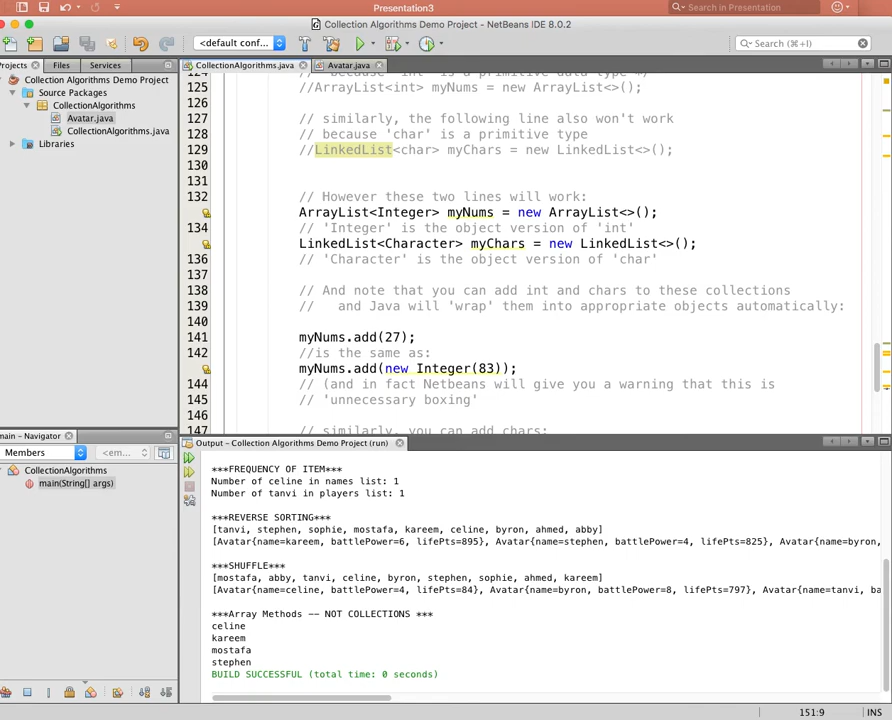 Presentation3
Search in Presentation
Collection Algorithms Demo Project - NetBeans IDE 8.0.2
<default conf...
Search (⌘+I)
Projects
Files
Services
CollectionAlgorithms.java
Avatar.java
Collection Algorithms Demo Project
Source Packages
CollectionAlgorithms
Avatar.java
CollectionAlgorithms.java
Libraries
124 // because 'int' is a primitive data type */
125 //ArrayList<int> myNums = new ArrayList<>();
126
127 // similarly, the following line also won't work
128 // because 'char' is a primitive type
129 //LinkedList<char> myChars = new LinkedList<>();
130
131
132 // However these two lines will work:
ArrayList<Integer> myNums = new ArrayList<>();
134 // 'Integer' is the object version of 'int'
LinkedList<Character> myChars = new LinkedList<>();
136 // 'Character' is the object version of 'char'
137
138 // And note that you can add int and chars to these collections
139 //   and Java will 'wrap' them into appropriate objects automatically:
140
141 myNums.add(27);
142 //is the same as:
myNums.add(new Integer(83));
144 // (and in fact Netbeans will give you a warning that this is
145 // 'unnecessary boxing'
146
147 // similarly, you can add chars:
main - Navigator
Members
<em...
CollectionAlgorithms
main(String[] args)
Output - Collection Algorithms Demo Project (run)
***FREQUENCY OF ITEM***
Number of celine in names list: 1
Number of tanvi in players list: 1
***REVERSE SORTING***
[tanvi, stephen, sophie, mostafa, kareem, celine, byron, ahmed, abby]
[Avatar{name=kareem, battlePower=6, lifePts=895}, Avatar{name=stephen, battlePower=4, lifePts=825}, Avatar{name=byron,
***SHUFFLE***
[mostafa, abby, tanvi, celine, byron, stephen, sophie, ahmed, kareem]
[Avatar{name=celine, battlePower=4, lifePts=84}, Avatar{name=byron, battlePower=8, lifePts=797}, Avatar{name=tanvi, ba
***Array Methods -- NOT COLLECTIONS ***
celine
kareem
mostafa
stephen
BUILD SUCCESSFUL (total time: 0 seconds)
151:9
INS